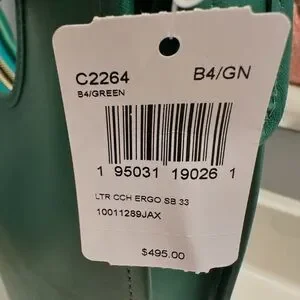 C2264 B4/GN
B4/GREEN
1 95031 19026 1
LTR CCH ERGO SB 33
10011289JAX
$495.00